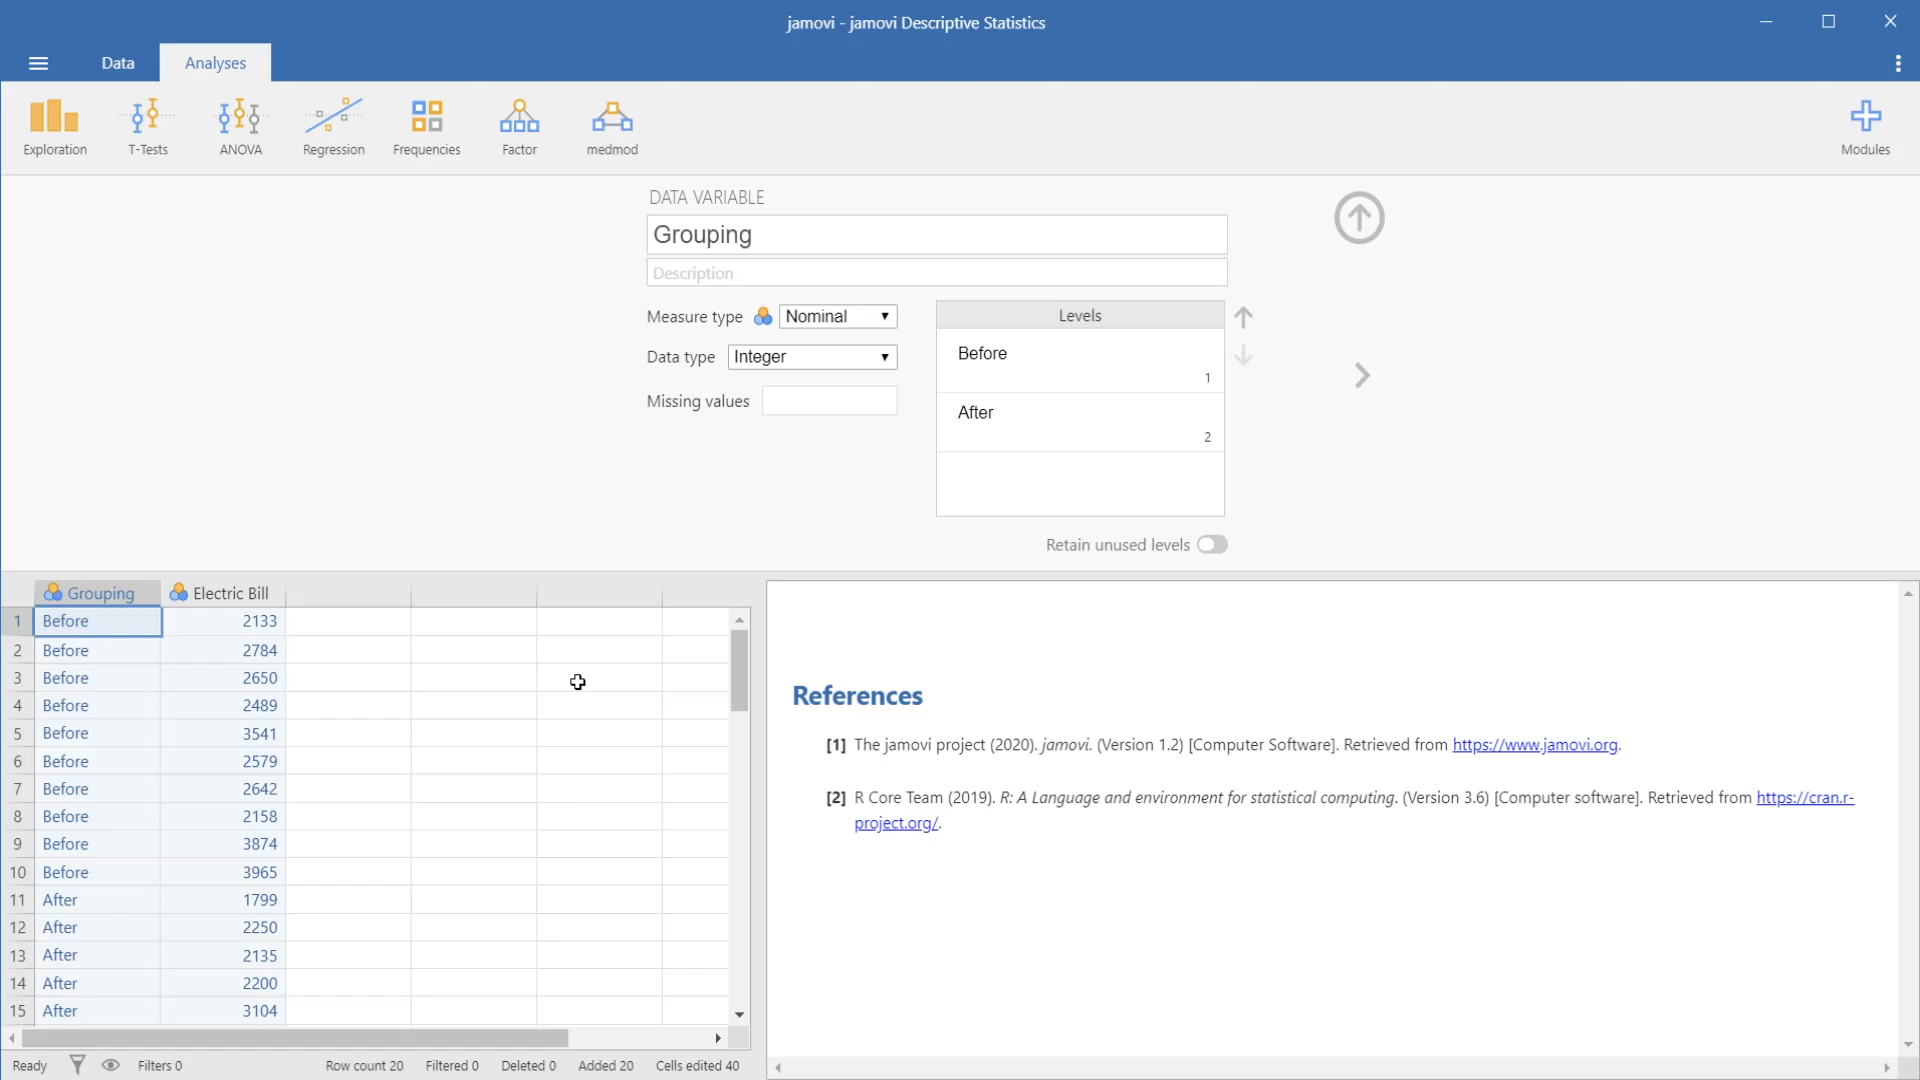 jamovi - jamovi Descriptive Statistics
Data
Analyses
Exploration
T-Tests
ANOVA
Regression
Frequencies
Factor
medmod
Modules
DATA VARIABLE
Grouping
Description
Measure type Nominal
Data type Integer
Missing values
Levels
Before
1
After
2
Retain unused levels
Grouping Electric Bill
1 Before 2133
2 Before 2784
3 Before 2650
4 Before 2489
5 Before 3541
6 Before 2579
7 Before 2642
8 Before 2158
9 Before 3874
10 Before 3965
11 After 1799
12 After 2250
13 After 2135
14 After 2200
15 After 3104
Ready Filters 0 Row count 20 Filtered 0 Deleted 0 Added 20 Cells edited 40
References
[1] The jamovi project (2020). jamovi. (Version 1.2) [Computer Software]. Retrieved from https://www.jamovi.org.
[2] R Core Team (2019). R: A Language and environment for statistical computing. (Version 3.6) [Computer software]. Retrieved from https://cran.r-
project.org/.